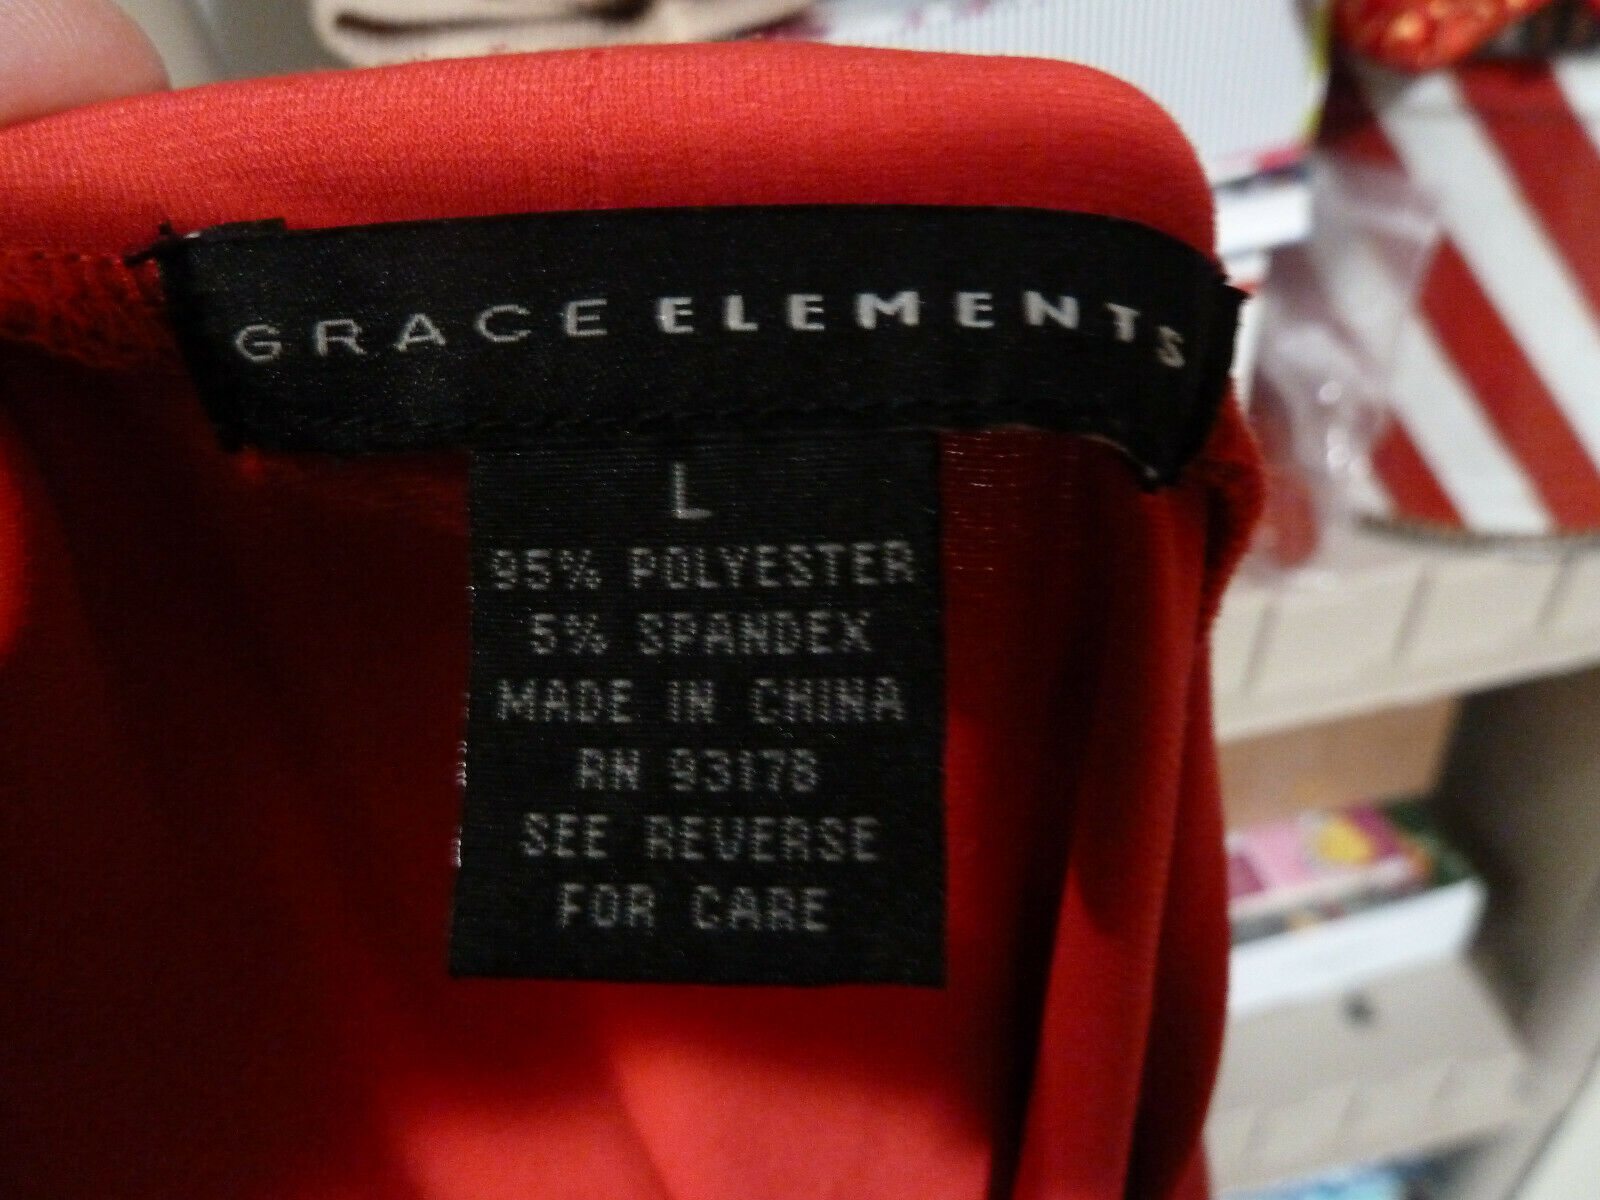 GRACE ELEMENTS
L
95% POLYESTER
5% SPANDEX
MADE IN CHINA
RN 93178
SEE REVERSE
FOR CARE